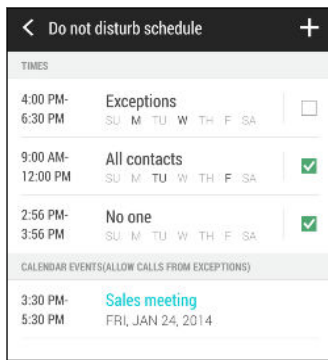 Do not disturb schedule
TIMES
4:00 PM- Exceptions
6:30 PM SU M TU W TH F SA
9:00 AM- All contacts
12:00 PM SU M TU W TH F SA
2:56 PM- No one
3:56 PM SU M TU W TH F SA
CALENDAR EVENTS(ALLOW CALLS FROM EXCEPTIONS)
3:30 PM- Sales meeting
5:30 PM FRI, JAN 24, 2014